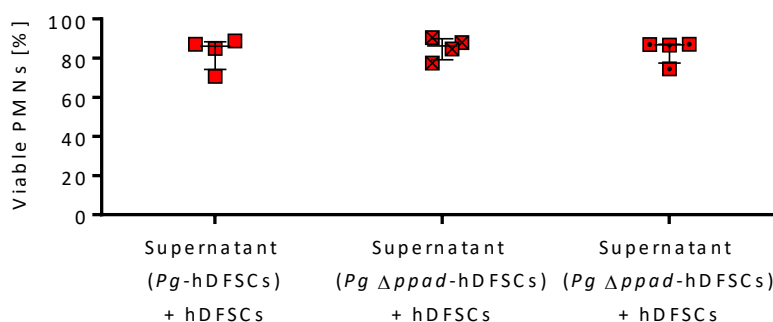 Viable PMNs [%]
100
80
60
40
20
0
Supernatant
(Pg-hDFSCs)
+ hDFSCs
Supernatant
(Pg Δppad-hDFSCs)
+ hDFSCs
Supernatant
(Pg Δppad-hDFSCs)
+ hDFSCs